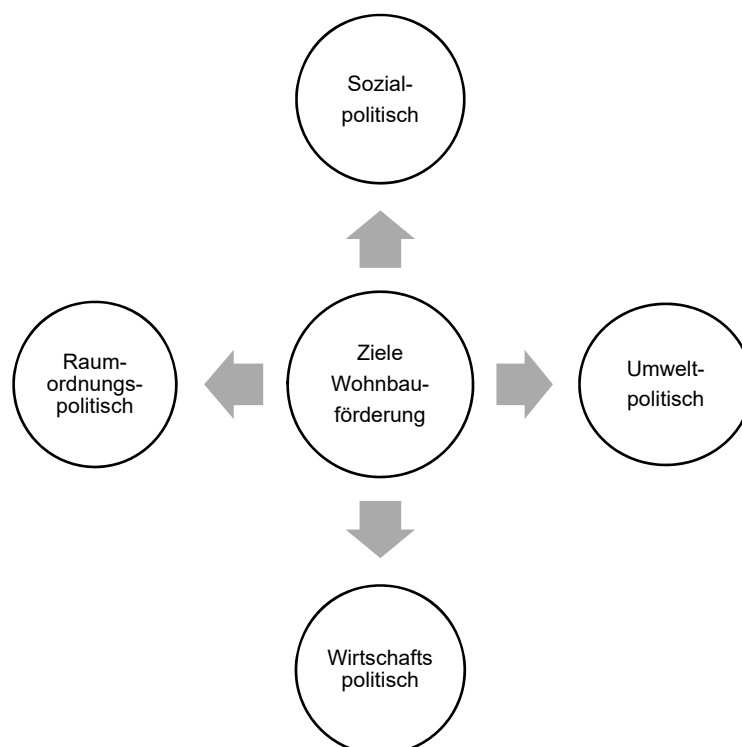 Sozial-
politisch
Raum-
ordnungs-
politisch
Ziele
Wohnbau-
förderung
Umwelt-
politisch
Wirtschafts
politisch